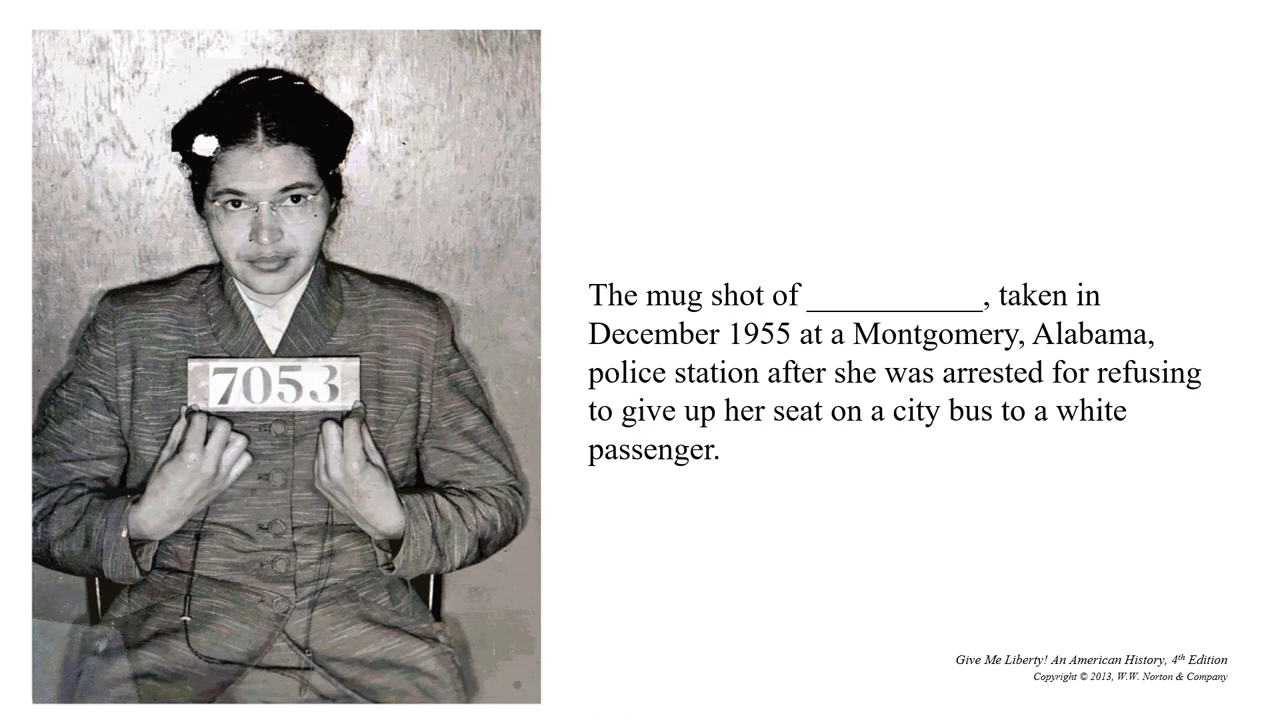 7053
The mug shot of ____________, taken in
December 1955 at a Montgomery, Alabama,
police station after she was arrested for refusing
to give up her seat on a city bus to a white
passenger.
Give Me Liberty! An American History, 4th Edition
Copyright © 2013, W.W. Norton & Company